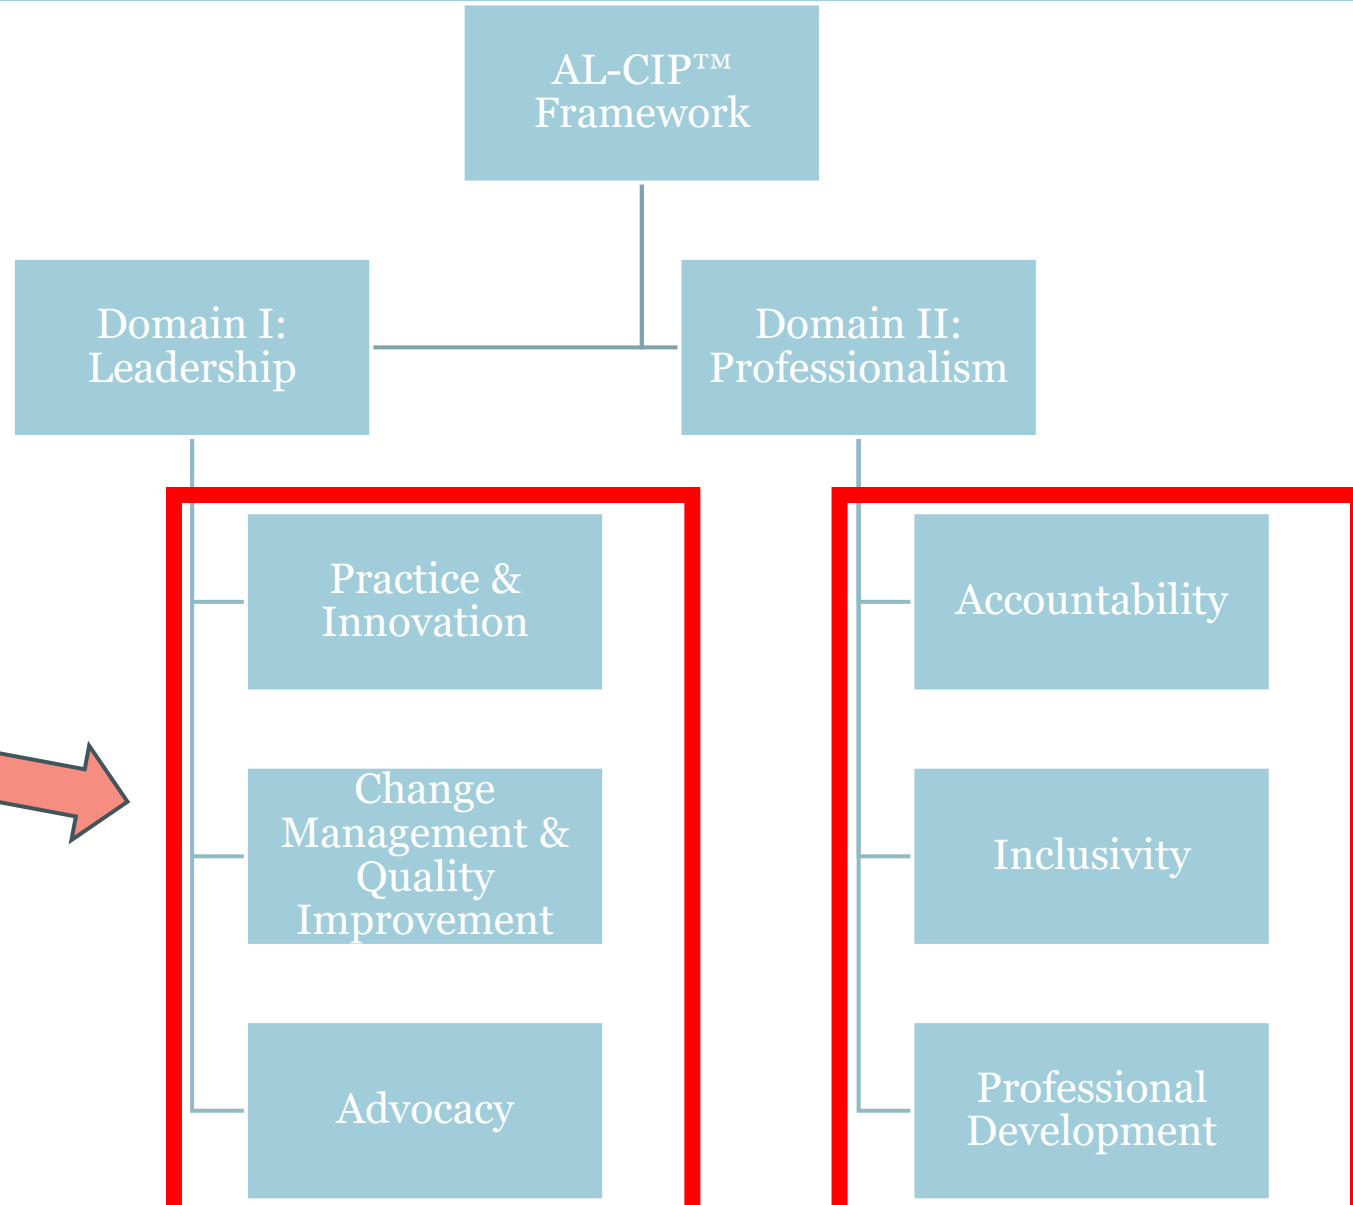 AL-CIP™
Framework
Domain I:
Leadership
Domain II:
Professionalism
Practice &
Innovation
Change
Management &
Quality
Improvement
Advocacy
Accountability
Inclusivity
Professional
Development